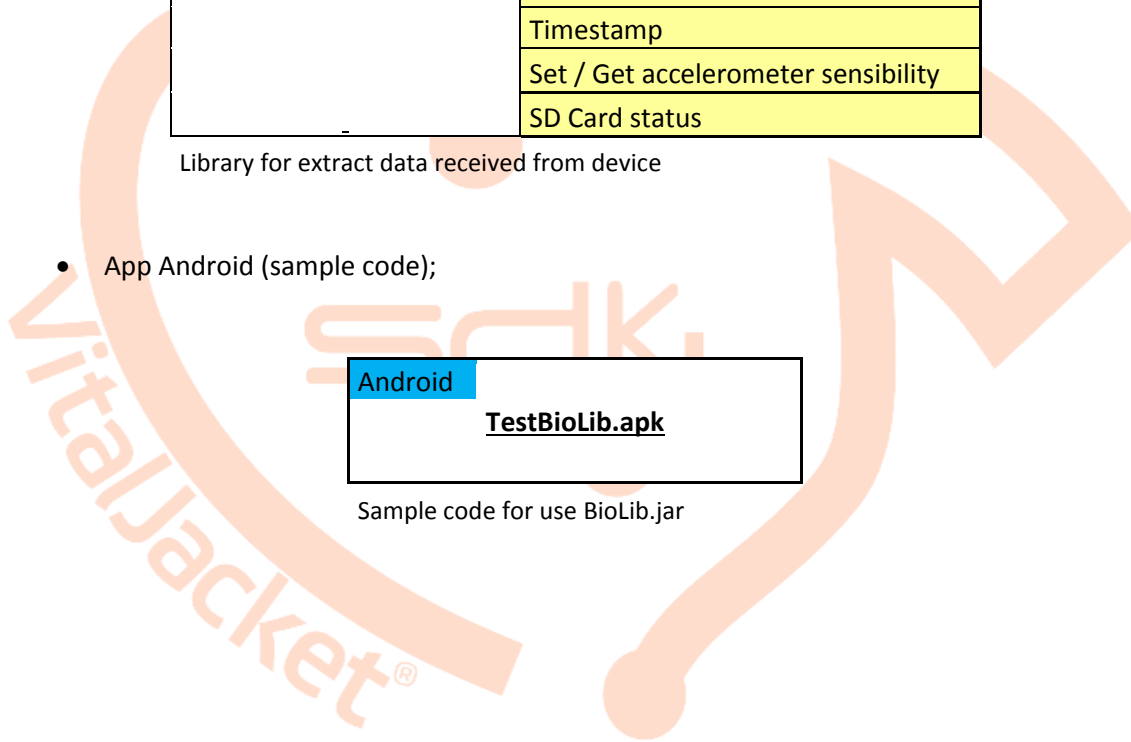 Timestamp
Set / Get accelerometer sensibility
SD Card status
Library for extract data received from device
• App Android (sample code);
sdk
Android
TestBioLib.apk
Sample code for use BioLib.jar
VitalJacket®